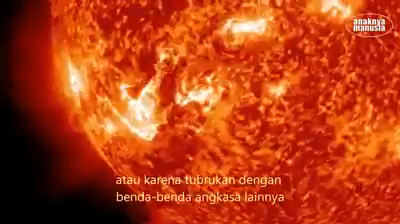 anaknya
manusia
atau karena tubrukan dengan
benda-benda angkasa lainnya